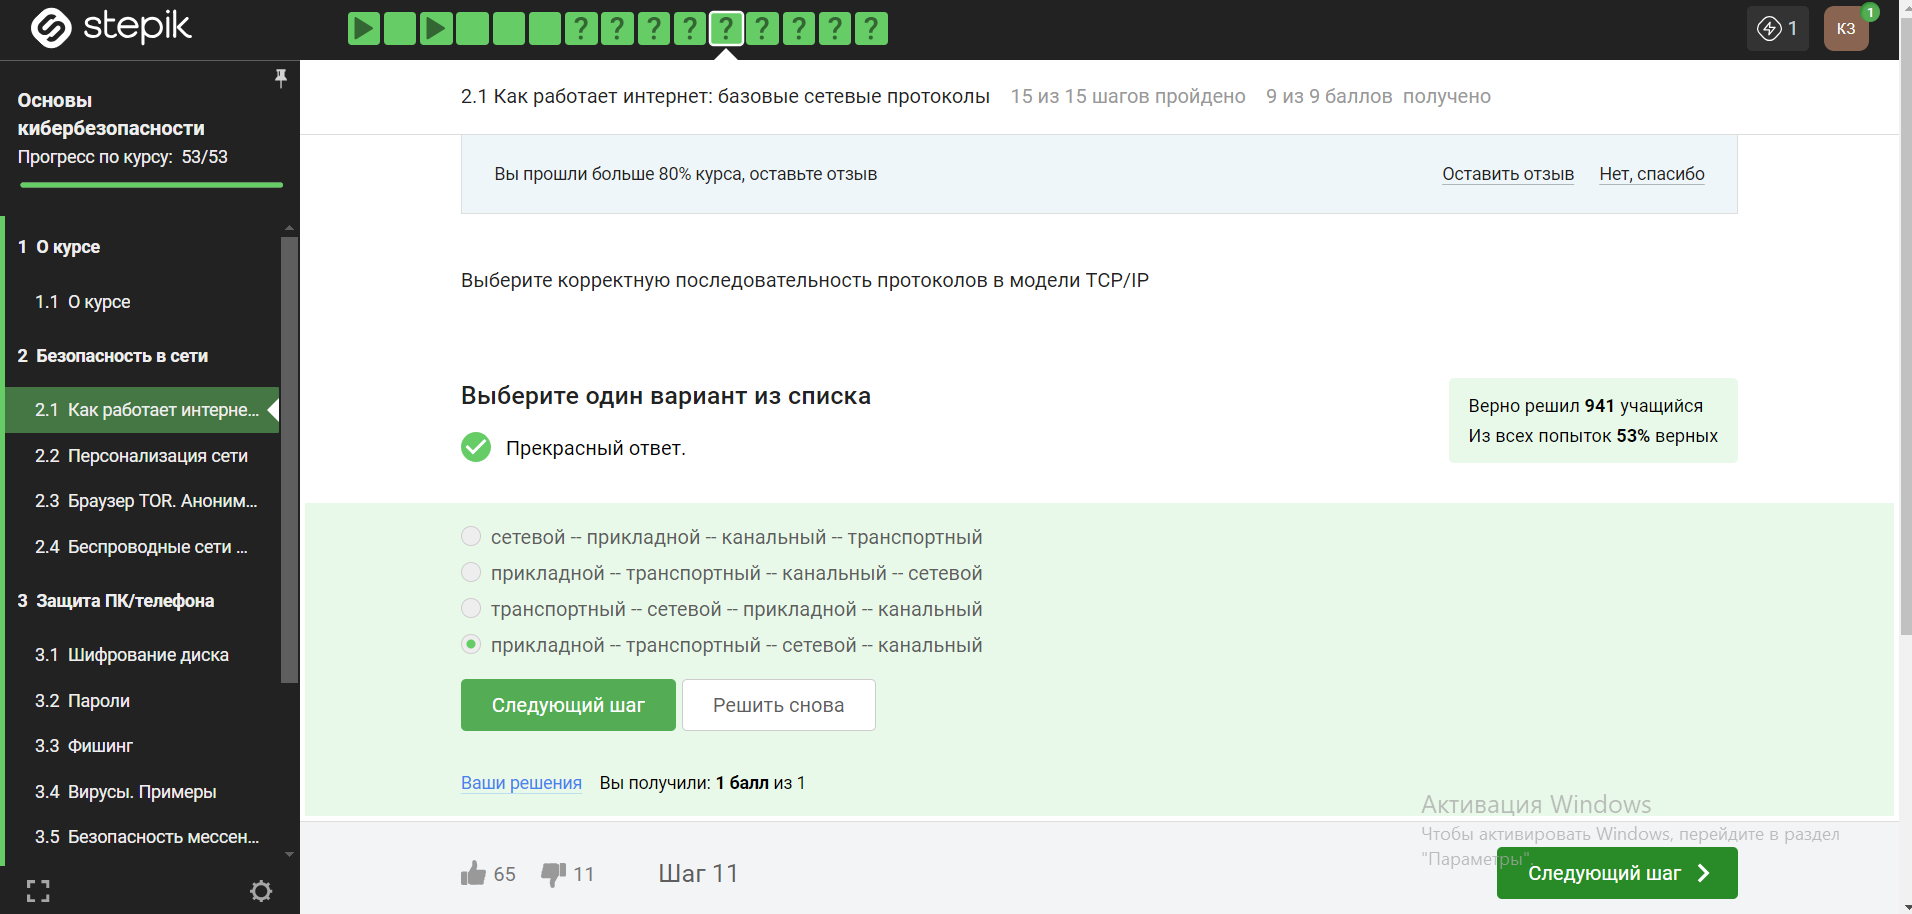 stepik
? ? ? ? ? ? ? ? ?
1
КЗ
1
Основы
кибербезопасности
Прогресс по курсу: 53/53
1 О курсе
1.1 О курсе
2 Безопасность в сети
2.1 Как работает интерне...
2.2 Персонализация сети
2.3 Браузер TOR. Аноним...
2.4 Беспроводные сети ...
3 Защита ПК/телефона
3.1 Шифрование диска
3.2 Пароли
3.3 Фишинг
3.4 Вирусы. Примеры
3.5 Безопасность мессен...
2.1 Как работает интернет: базовые сетевые протоколы 15 из 15 шагов пройдено 9 из 9 баллов получено
Вы прошли больше 80% курса, оставьте отзыв Оставить отзыв Нет, спасибо
Выберите корректную последовательность протоколов в модели TCP/IP
Выберите один вариант из списка
Прекрасный ответ.
Верно решил 941 учащийся
Из всех попыток 53% верных
сетевой -- прикладной -- канальный -- транспортный
прикладной -- транспортный -- канальный -- сетевой
транспортный -- сетевой -- прикладной -- канальный
прикладной -- транспортный -- сетевой -- канальный
Следующий шаг Решить снова
Ваши решения Вы получили: 1 балл из 1
Активация Windows
Чтобы активировать Windows, перейдите в раздел
"Параметры".
65 11 Шаг 11
Следующий шаг